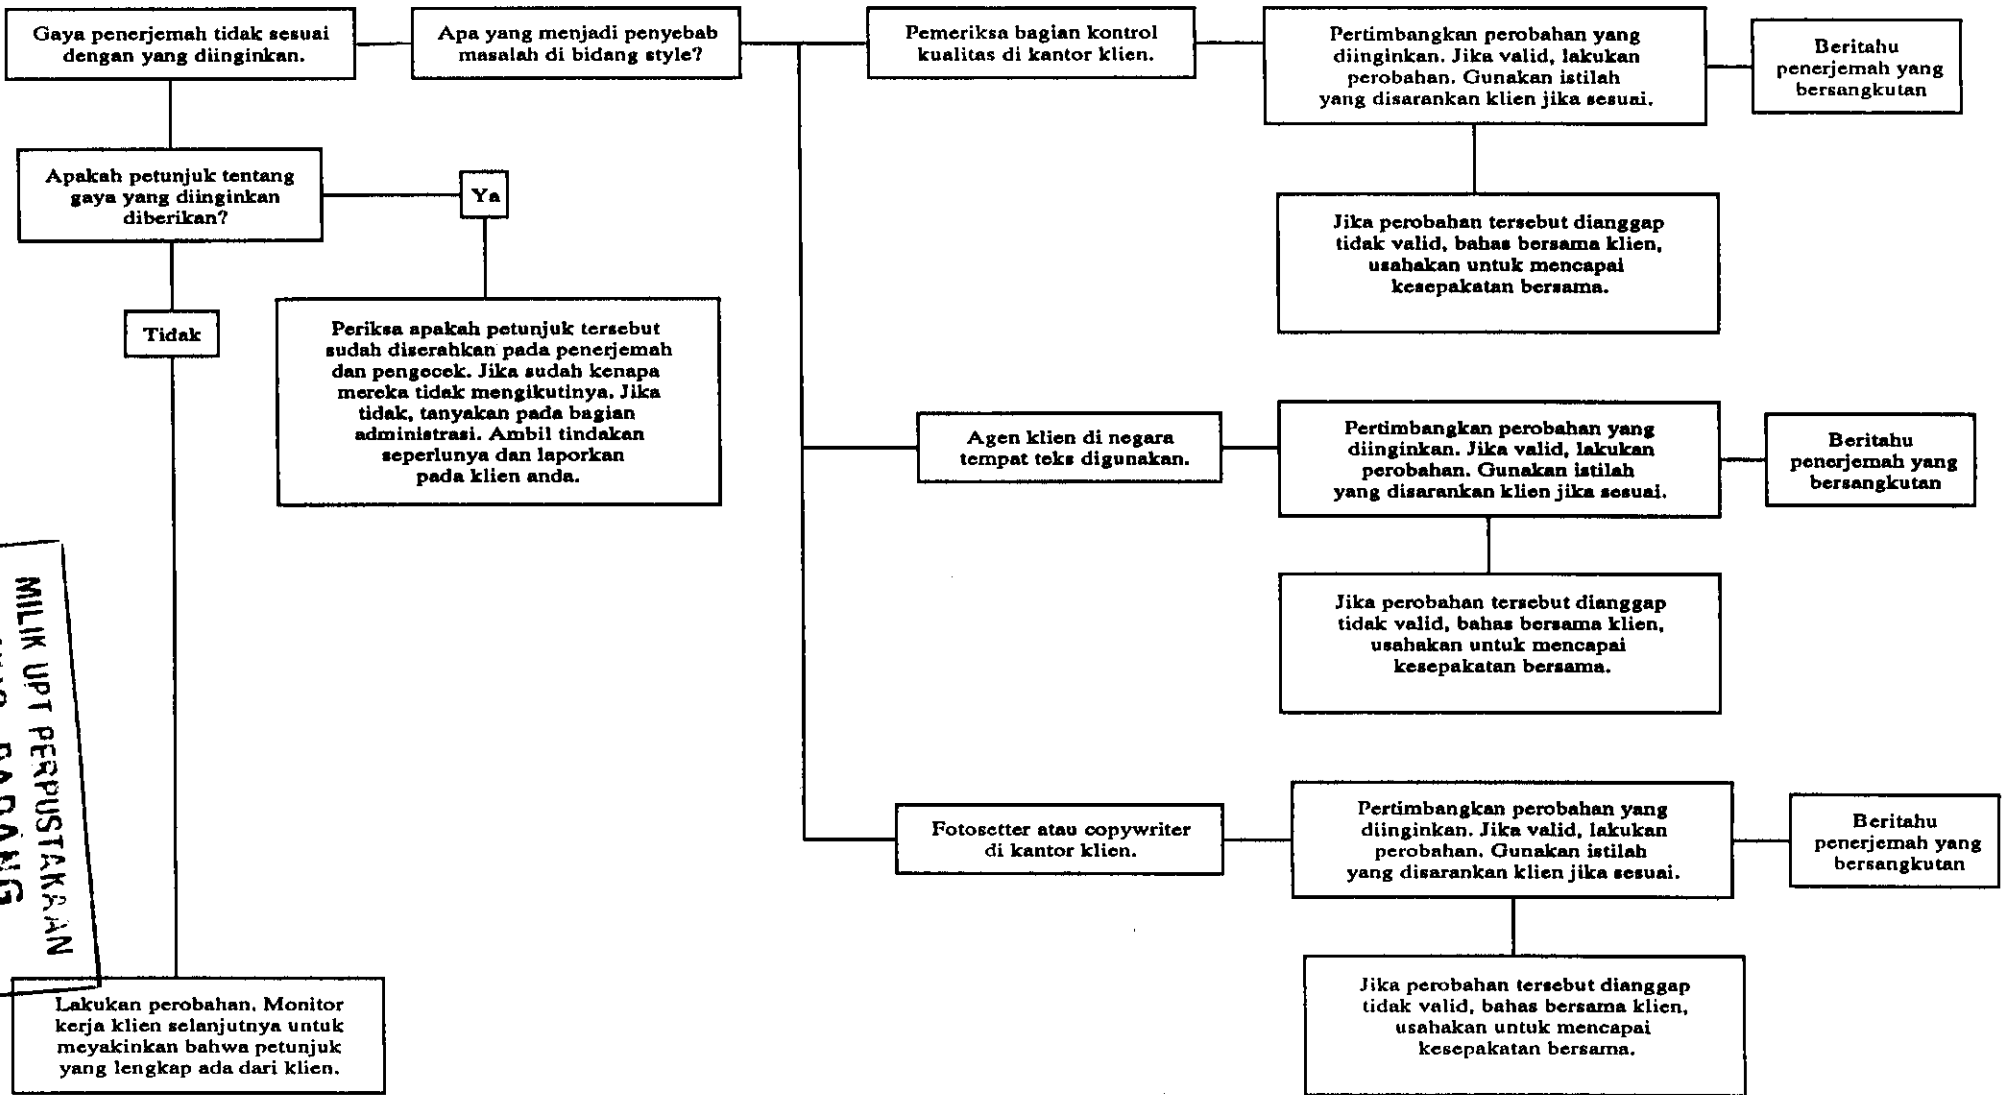 Gaya penerjemah tidak sesuai
dengan yang diinginkan.
Apa yang menjadi penyebab
masalah di bidang style?
Pemeriksa bagian kontrol
kualitas di kantor klien.
Pertimbangkan perobahan yang
diinginkan. Jika valid, lakukan
perobahan. Gunakan istilah
yang disarankan klien jika sesuai.
Beritahu
penerjemah yang
bersangkutan
Apakah petunjuk tentang
gaya yang diinginkan
diberikan?
Ya
Jika perobahan tersebut dianggap
tidak valid, bahas bersama klien,
usahakan untuk mencapai
kesepakatan bersama.
Tidak
Periksa apakah petunjuk tersebut
sudah diserahkan pada penerjemah
dan pengecek. Jika sudah kenapa
mereka tidak mengikutinya. Jika
tidak, tanyakan pada bagian
administrasi. Ambil tindakan
seperlunya dan laporkan
pada klien anda.
Agen klien di negara
tempat teks digunakan.
Pertimbangkan perobahan yang
diinginkan. Jika valid, lakukan
perobahan. Gunakan istilah
yang disarankan klien jika sesuai.
Beritahu
penerjemah yang
bersangkutan
Jika perobahan tersebut dianggap
tidak valid, bahas bersama klien,
usahakan untuk mencapai
kesepakatan bersama.
MILIK UPT PERPUSTAKAAN
PADANG
Fotosetter atau copywriter
di kantor klien.
Pertimbangkan perobahan yang
diinginkan. Jika valid, lakukan
perobahan. Gunakan istilah
yang disarankan klien jika sesuai.
Beritahu
penerjemah yang
bersangkutan
Jika perobahan tersebut dianggap
tidak valid, bahas bersama klien,
usahakan untuk mencapai
kesepakatan bersama.
Lakukan perobahan. Monitor
kerja klien selanjutnya untuk
meyakinkan bahwa petunjuk
yang lengkap ada dari klien.